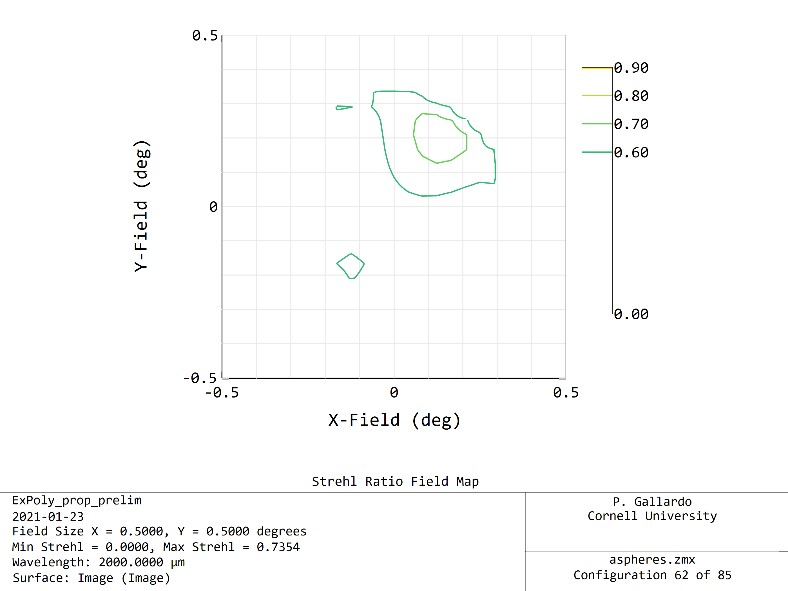 0.5
0
-0.5
-0.5
0
0.5
Y-Field (deg)
X-Field (deg)
0.90
0.80
0.70
0.60
0.00
Strehl Ratio Field Map
ExPoly_prop_prelim
2021-01-23
Field Size X = 0.5000, Y = 0.5000 degrees
Min Strehl = 0.0000, Max Strehl = 0.7354
Wavelength: 2000.0000 µm
Surface: Image (Image)
P. Gallardo
Cornell University
aspheres.zmx
Configuration 62 of 85